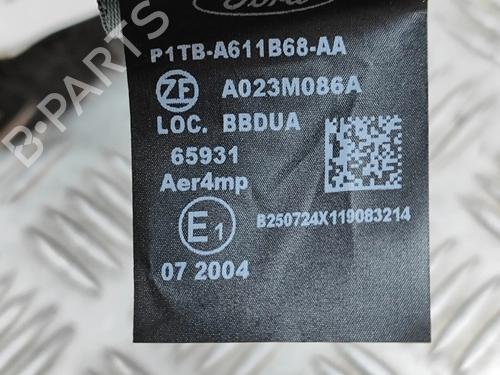 Ford
P1TB-A611B68-AA
ZF A023M086A
LOC. BBDUA
65931
Aer4mp
B250724X119083214
E1
07 2004
B-PARTS